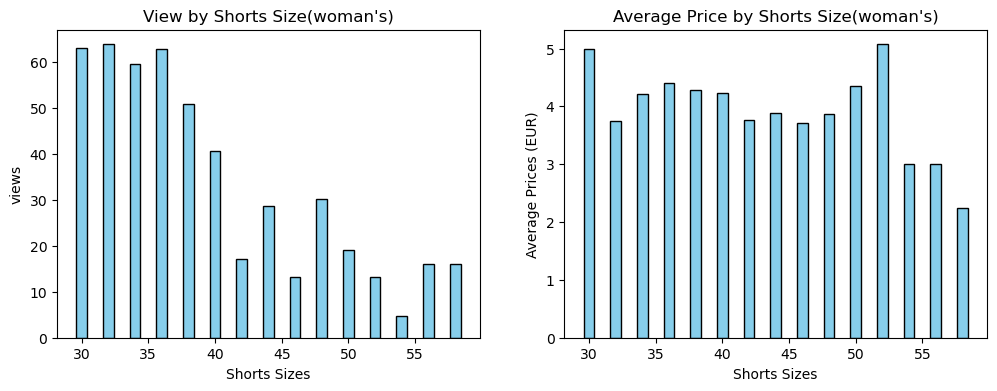 View by Shorts Size(woman's)
views
60
50
40
30
20
10
0
30 35 40 45 50 55
Shorts Sizes
Average Price by Shorts Size(woman's)
Average Prices (EUR)
5
4
3
2
1
0
30 35 40 45 50 55
Shorts Sizes